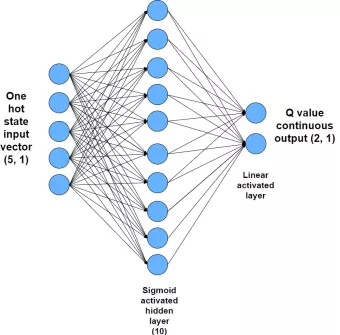 One
hot
state
input
vector
(5, 1)
Q value
continuous
output (2, 1)
Linear
activated
layer
Sigmoid
activated
hidden
layer
(10)